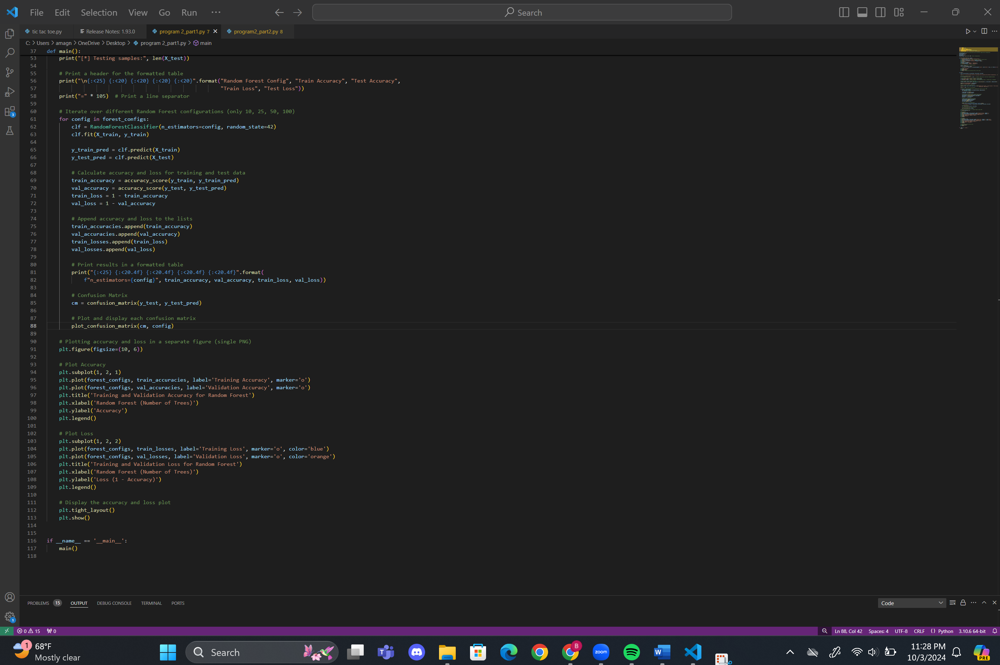 File Edit Selection View Go Run ···
Search
tic tac toe.py
Release Notes: 1.93.0
program 2_part1.py 7
program2_part2.py 8
C: > Users > amagn > OneDrive > Desktop > program 2_part1.py > main
37 def main():
53 print("[*] Testing samples:", len(X_test))
54
55 # Print a header for the formatted table
56 print("\n{:<25} {:<20} {:<20} {:<20} {:<20}".format("Random Forest Config", "Train Accuracy", "Test Accuracy",
57 "Train Loss", "Test Loss"))
58 print("=" * 105)  # Print a line separator
59
60 # Iterate over different Random Forest configurations (only 10, 25, 50, 100)
61 for config in forest_configs:
62 clf = RandomForestClassifier(n_estimators=config, random_state=42)
63 clf.fit(X_train, y_train)
64
65 y_train_pred = clf.predict(X_train)
66 y_test_pred = clf.predict(X_test)
67
68 # Calculate accuracy and loss for training and test data
69 train_accuracy = accuracy_score(y_train, y_train_pred)
70 val_accuracy = accuracy_score(y_test, y_test_pred)
71 train_loss = 1 - train_accuracy
72 val_loss = 1 - val_accuracy
73
74 # Append accuracy and loss to the lists
75 train_accuracies.append(train_accuracy)
76 val_accuracies.append(val_accuracy)
77 train_losses.append(train_loss)
78 val_losses.append(val_loss)
79
80 # Print results in a formatted table
81 print("{:<25} {:<20.4f} {:<20.4f} {:<20.4f} {:<20.4f}".format(
82 f"n_estimators={config}", train_accuracy, val_accuracy, train_loss, val_loss))
83
84 # Confusion Matrix
85 cm = confusion_matrix(y_test, y_test_pred)
86
87 # Plot and display each confusion matrix
88 plot_confusion_matrix(cm, config)
89
90 # Plotting accuracy and loss in a separate figure (single PNG)
91 plt.figure(figsize=(10, 6))
92
93 # Plot Accuracy
94 plt.subplot(1, 2, 1)
95 plt.plot(forest_configs, train_accuracies, label='Training Accuracy', marker='o')
96 plt.plot(forest_configs, val_accuracies, label='Validation Accuracy', marker='o')
97 plt.title('Training and Validation Accuracy for Random Forest')
98 plt.xlabel('Random Forest (Number of Trees)')
99 plt.ylabel('Accuracy')
100 plt.legend()
101
102 # Plot Loss
103 plt.subplot(1, 2, 2)
104 plt.plot(forest_configs, train_losses, label='Training Loss', marker='o', color='blue')
105 plt.plot(forest_configs, val_losses, label='Validation Loss', marker='o', color='orange')
106 plt.title('Training and Validation Loss for Random Forest')
107 plt.xlabel('Random Forest (Number of Trees)')
108 plt.ylabel('Loss (1 - Accuracy)')
109 plt.legend()
110
111 # Display the accuracy and loss plot
112 plt.tight_layout()
113 plt.show()
114
115
116 if __name__ == '__main__':
117 main()
118
3
1
PROBLEMS 15 OUTPUT DEBUG CONSOLE TERMINAL PORTS
Code
0 15 0
Ln 88, Col 42 Spaces: 4 UTF-8 CRLF {} Python 3.10.6 64-bit
1
68°F
Mostly clear
Search
T
B
zoom
W
11:28 PM
10/3/2024
PRE